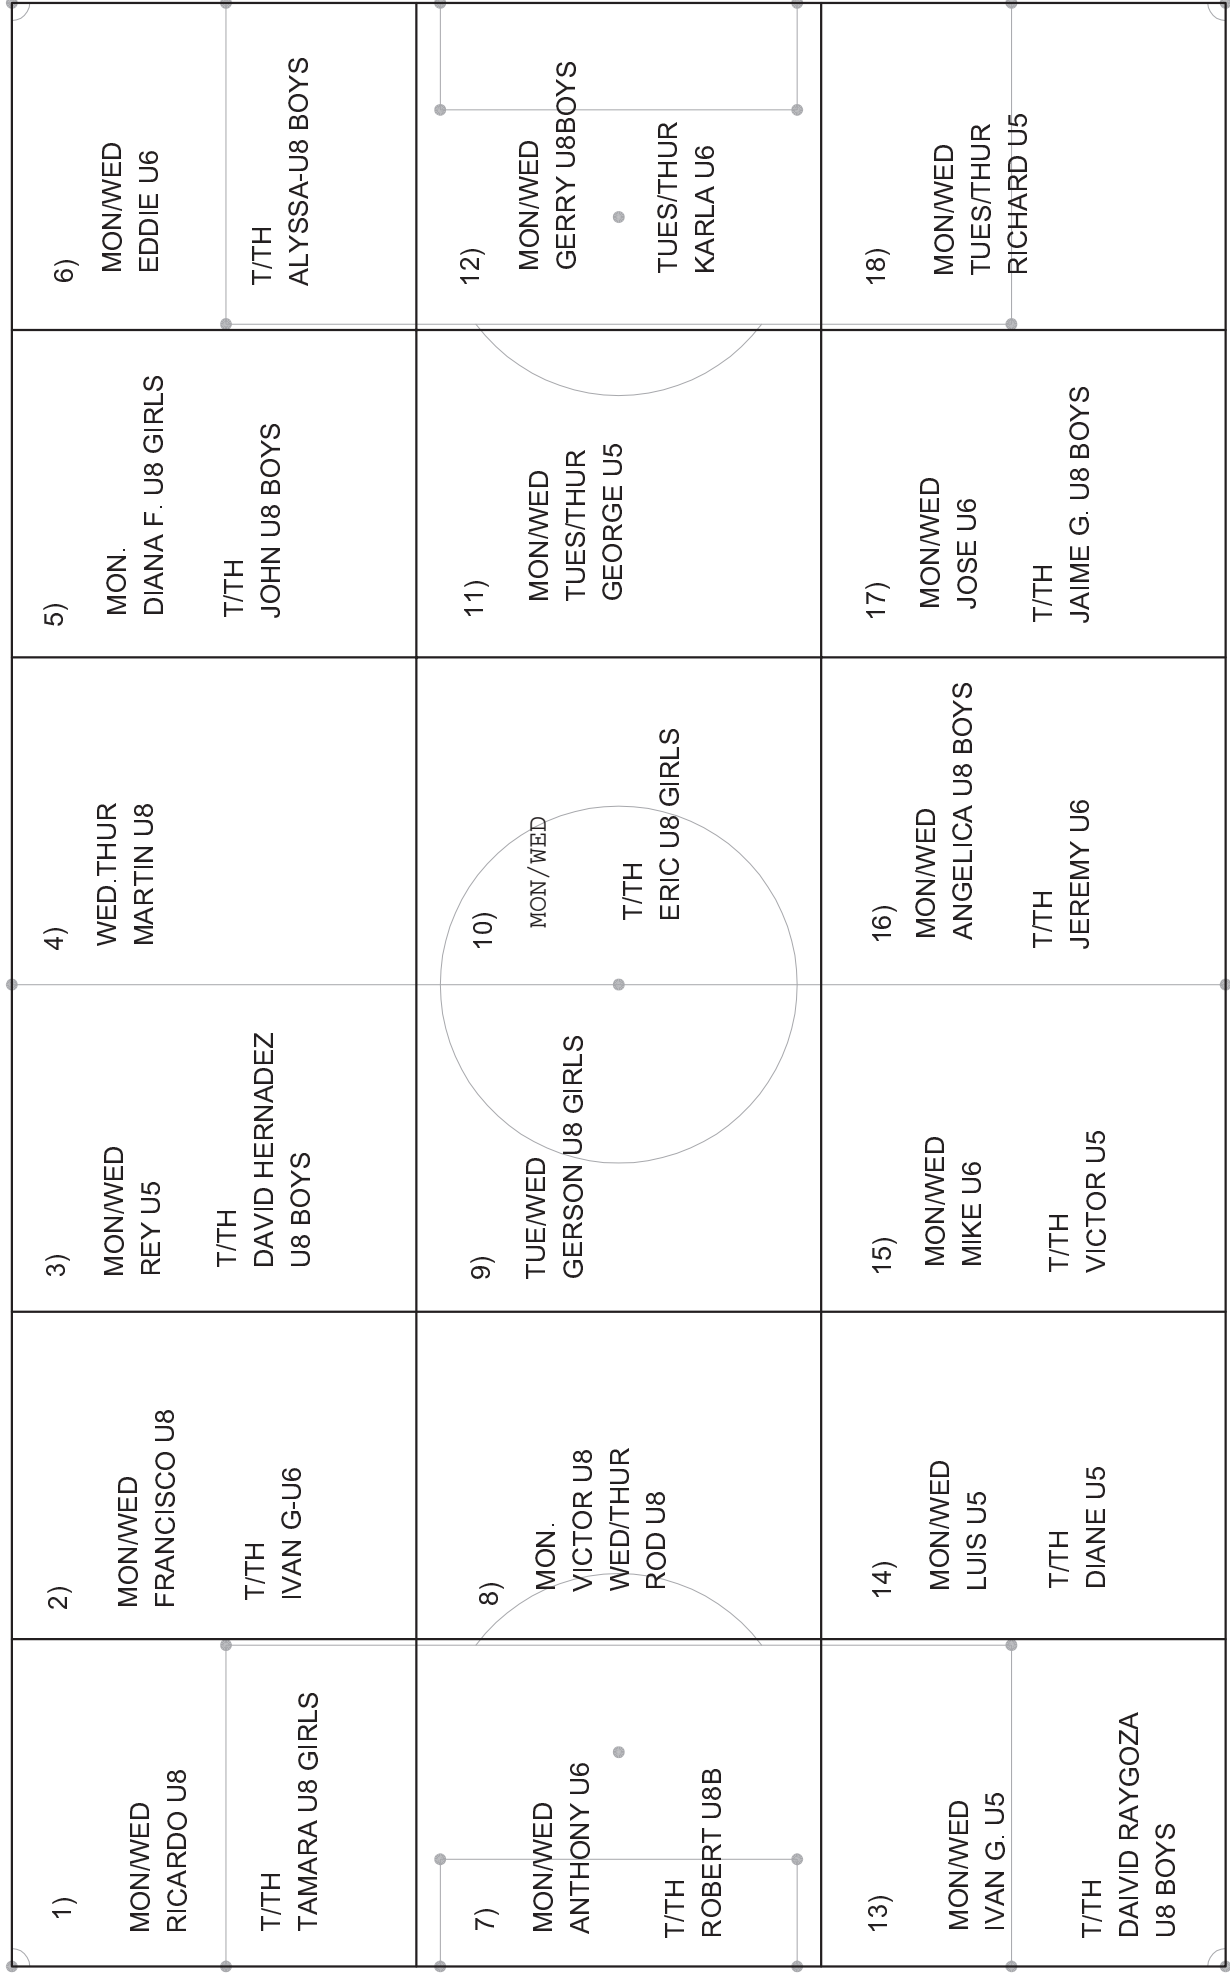 1)
MON/WED
RICARDO U8
T/TH
TAMARA U8 GIRLS
2)
MON/WED
FRANCISCO U8
T/TH
IVAN G-U6
3)
MON/WED
REY U5
T/TH
DAVID HERNADEZ
U8 BOYS
4)
WED.THUR
MARTIN U8
5)
MON.
DIANA F. U8 GIRLS
T/TH
JOHN U8 BOYS
6)
MON/WED
EDDIE U6
T/TH
ALYSSA-U8 BOYS
7)
MON/WED
ANTHONY U6
T/TH
ROBERT U8B
8)
MON.
VICTOR U8
WED/THUR
ROD U8
9)
TUE/WED
GERSON U8 GIRLS
10)
MON/WED
T/TH
ERIC U8 GIRLS
11)
MON/WED
TUES/THUR
GEORGE U5
12)
MON/WED
GERRY U8BOYS
TUES/THUR
KARLA U6
13)
MON/WED
IVAN G. U5
T/TH
DAIVID RAYGOZA
U8 BOYS
14)
MON/WED
LUIS U5
T/TH
DIANE U5
15)
MON/WED
MIKE U6
T/TH
VICTOR U5
16)
MON/WED
ANGELICA U8 BOYS
T/TH
JEREMY U6
17)
MON/WED
JOSE U6
T/TH
JAIME G. U8 BOYS
18)
MON/WED
TUES/THUR
RICHARD U5